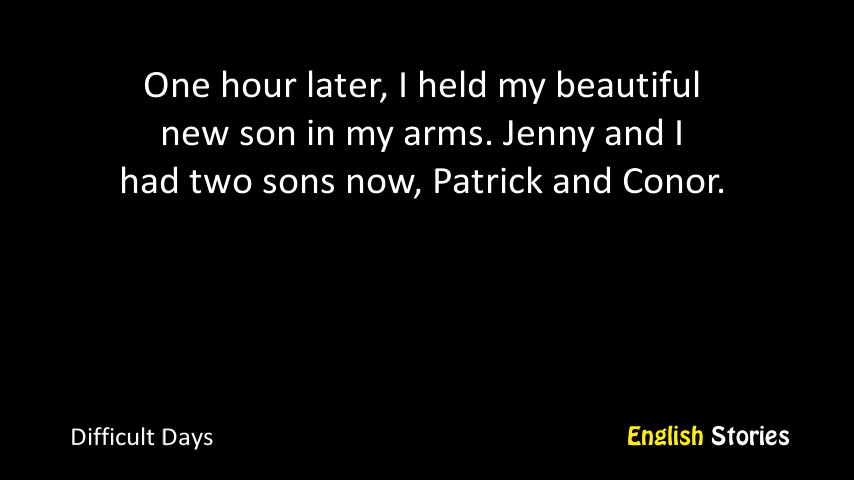 One hour later, I held my beautiful
new son in my arms. Jenny and I
had two sons now, Patrick and Conor.
Difficult Days
English Stories